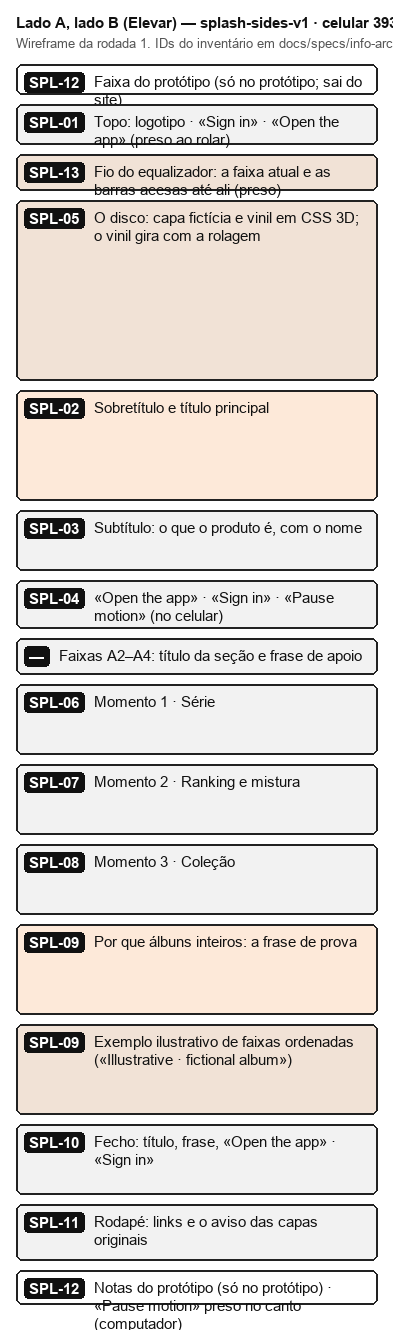 Lado A, lado B (Elevar) — splash-sides-v1 · celular 393
Wireframe da rodada 1. IDs do inventário em docs/specs/info-arc
SPL-12 Faixa do protótipo (só no protótipo; sai do
site)
SPL-01 Topo: logotipo · «Sign in» · «Open the
app» (preso ao rolar)
SPL-13 Fio do equalizador: a faixa atual e as
barras acesas até ali (preso)
SPL-05 O disco: capa fictícia e vinil em CSS 3D;
o vinil gira com a rolagem
SPL-02 Sobretítulo e título principal
SPL-03 Subtítulo: o que o produto é, com o nome
SPL-04 «Open the app» · «Sign in» · «Pause
motion» (no celular)
— Faixas A2–A4: título da seção e frase de apoio
SPL-06 Momento 1 · Série
SPL-07 Momento 2 · Ranking e mistura
SPL-08 Momento 3 · Coleção
SPL-09 Por que álbuns inteiros: a frase de prova
SPL-09 Exemplo ilustrativo de faixas ordenadas
(«Illustrative · fictional album»)
SPL-10 Fecho: título, frase, «Open the app» ·
«Sign in»
SPL-11 Rodapé: links e o aviso das capas
originais
SPL-12 Notas do protótipo (só no protótipo) ·
«Pause motion» preso no canto
(computador)